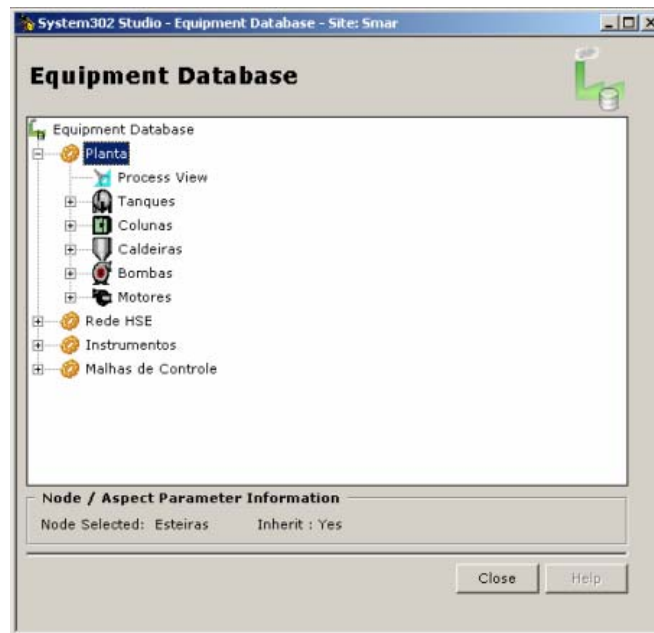 System302 Studio - Equipment Database - Site: Smar
Equipment Database
Equipment Database
Planta
Process View
Tanques
Colunas
Caldeiras
Bombas
Motores
Rede HSE
Instrumentos
Malhas de Controle
Node / Aspect Parameter Information
Node Selected: Esteiras Inherit : Yes
Close Help